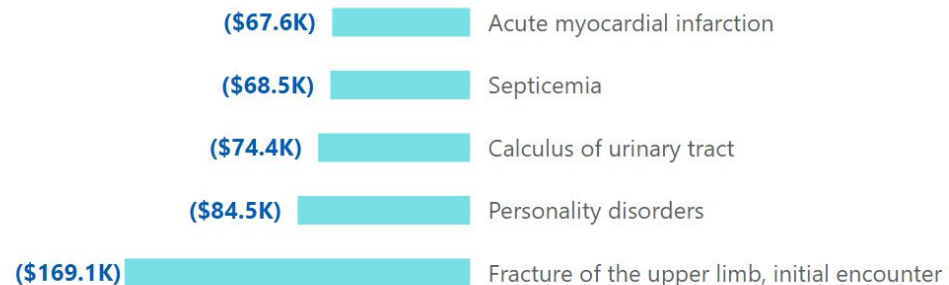 ($67.6K) Acute myocardial infarction
($68.5K) Septicemia
($74.4K) Calculus of urinary tract
($84.5K) Personality disorders
($169.1K) Fracture of the upper limb, initial encounter